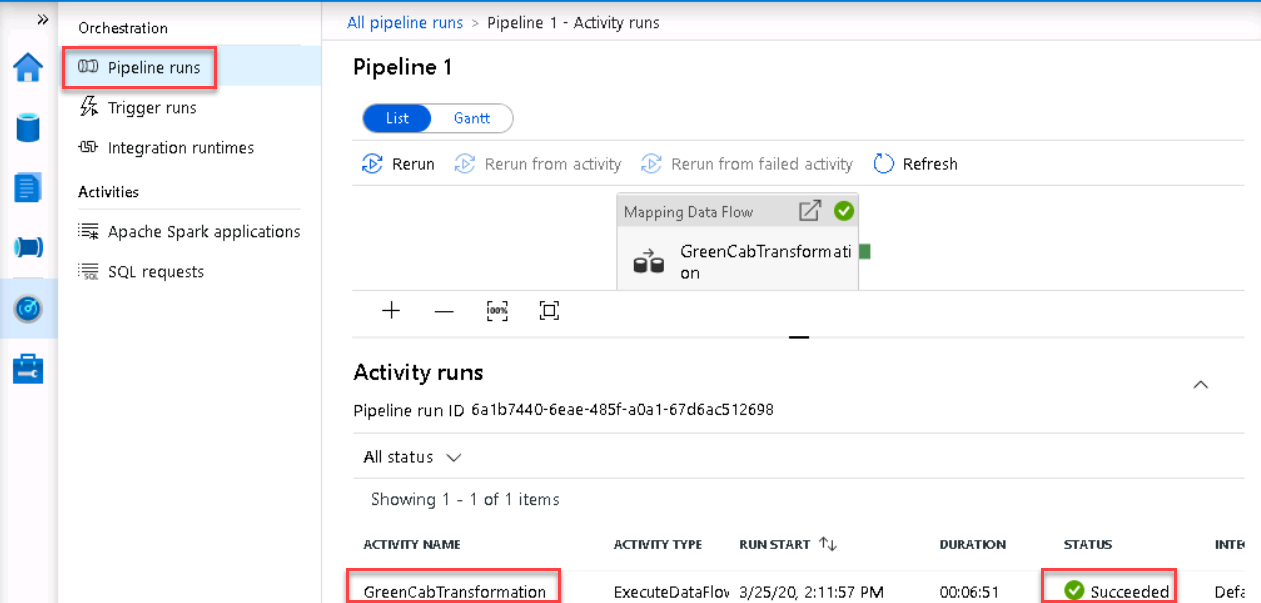 »
Orchestration
Pipeline runs
Trigger runs
Integration runtimes
Activities
Apache Spark applications
SQL
SQL requests
All pipeline runs > Pipeline 1 - Activity runs
Pipeline 1
List Gantt
Rerun Rerun from activity Rerun from failed activity Refresh
Mapping Data Flow
GreenCabTransformati
on
100%
Activity runs
Pipeline run ID 6a1b7440-6eae-485f-a0a1-67d6ac512698
All status
Showing 1 - 1 of 1 items
ACTIVITY NAME ACTIVITY TYPE RUN START ↑↓ DURATION STATUS INTE
GreenCabTransformation ExecuteDataFlow 3/25/20, 2:11:57 PM 00:06:51 Succeeded Defa